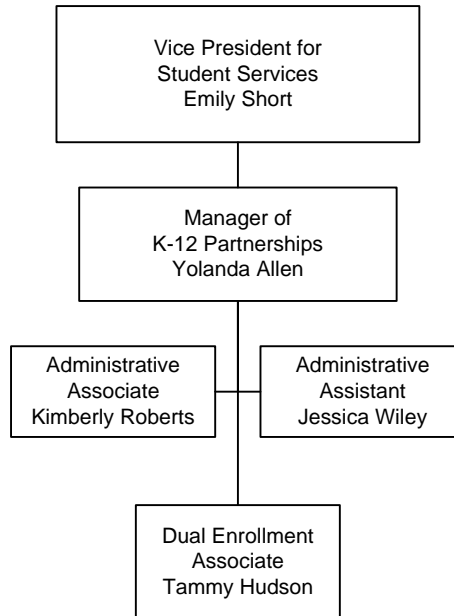 Vice President for
Student Services
Emily Short
Manager of
K-12 Partnerships
Yolanda Allen
Administrative
Associate
Kimberly Roberts
Administrative
Assistant
Jessica Wiley
Dual Enrollment
Associate
Tammy Hudson